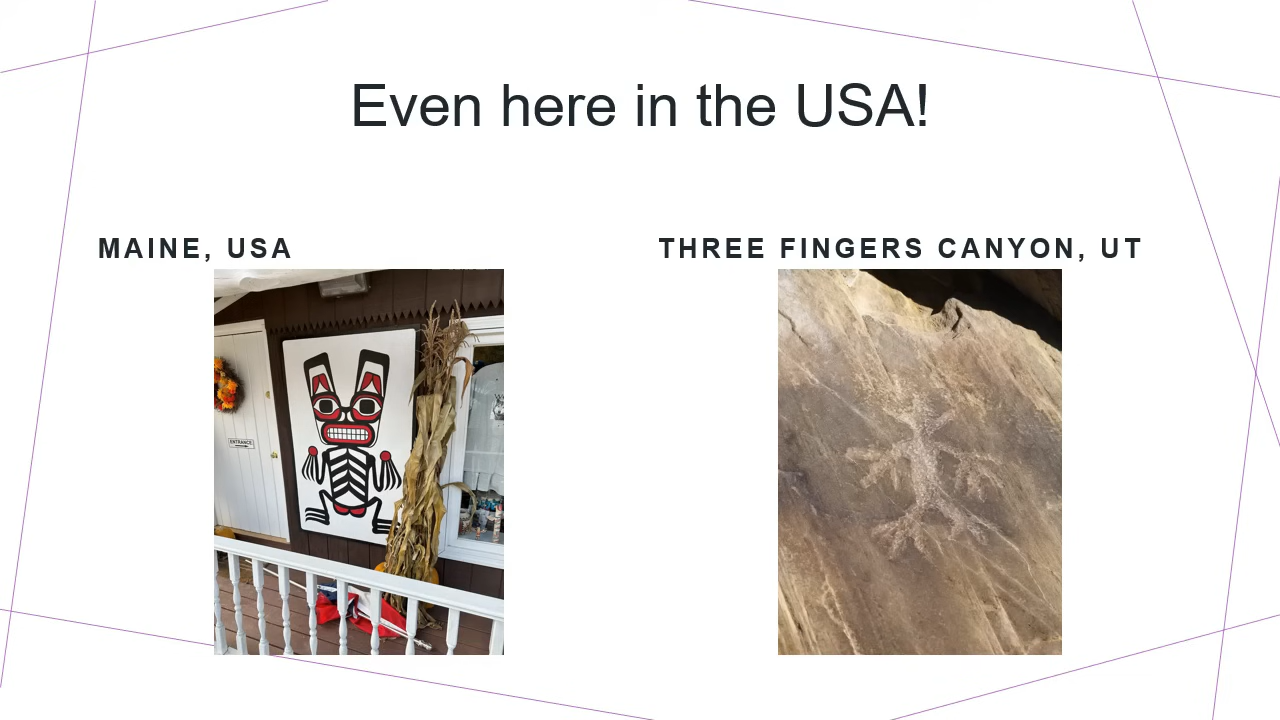 Even here in the USA!
MAINE, USA
THREE FINGERS CANYON, UT
ENTRANCE